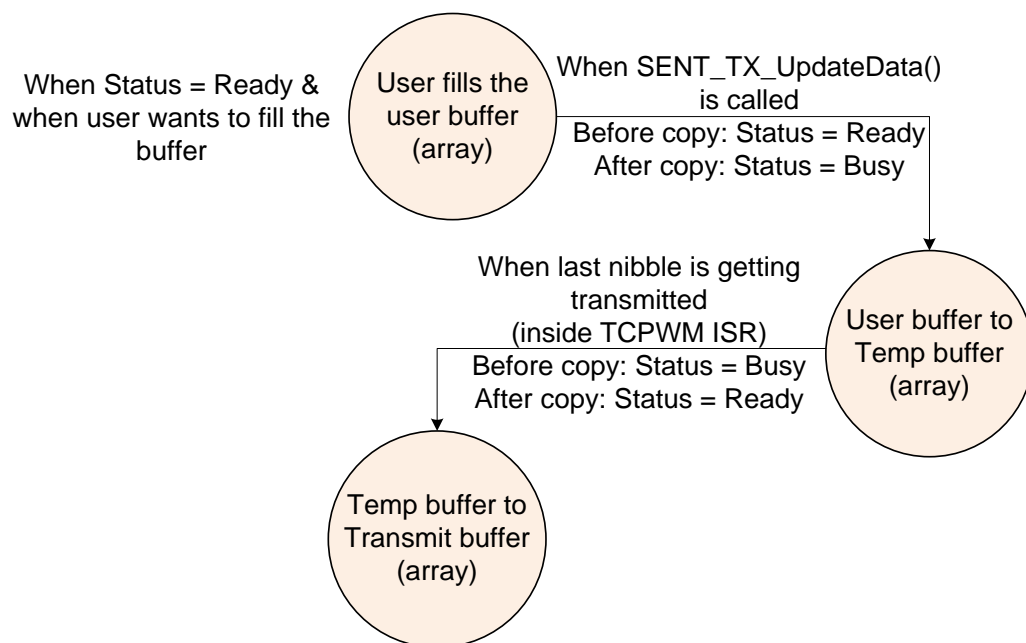 When Status = Ready &
when user wants to fill the
buffer
User fills the
user buffer
(array)
When SENT_TX_UpdateData()
is called
Before copy: Status = Ready
After copy: Status = Busy
When last nibble is getting
transmitted
(inside TCPWM ISR)
Before copy: Status = Busy
After copy: Status = Ready
User buffer to
Temp buffer
(array)
Temp buffer to
Transmit buffer
(array)